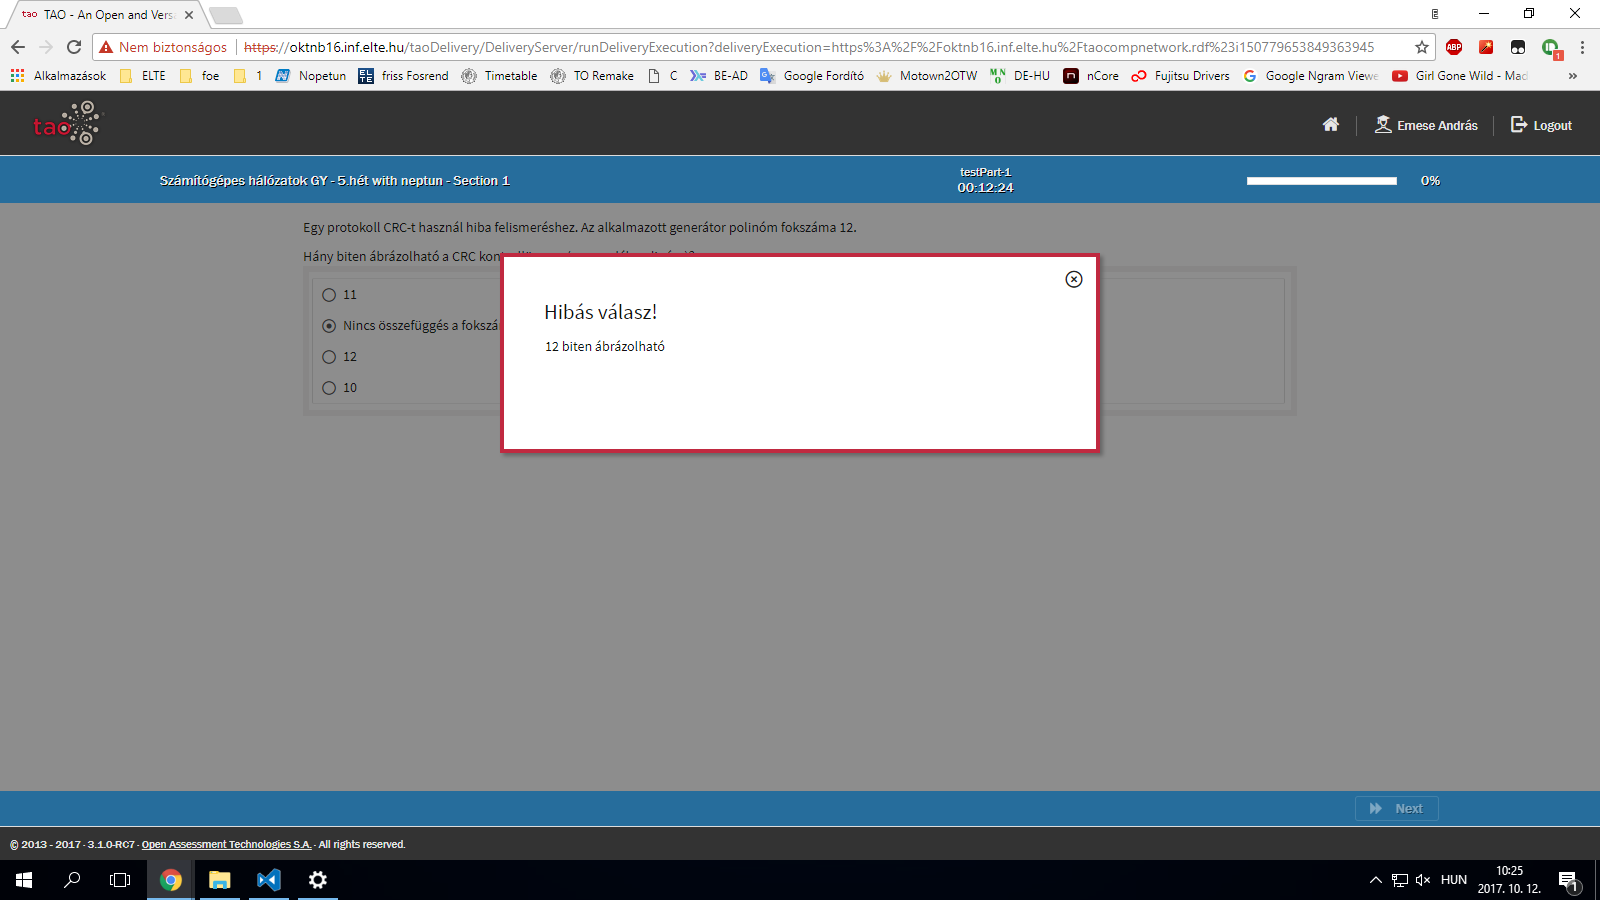 tao TAO - An Open and Vers
Nem biztonságos https://oktnb16.inf.elte.hu/taoDelivery/DeliveryServer/runDeliveryExecution?deliveryExecution=https%3A%2F%2Foktnb16.inf.elte.hu%2Ftaocompnetwork.rdf%23i150779653849363945
ABP
1
Alkalmazások ELTE foe 1 Nopetun friss Fosrend Timetable TO Remake C BE-AD Google Fordító Motown2OTW DE-HU nCore Fujitsu Drivers Google Ngram Viewe Girl Gone Wild - Mad »
tao
Emese András
Logout
Számítógépes hálózatok GY - 5.hét with neptun - Section 1
testPart-1
00:12:24
0%
Egy protokoll CRC-t használ hiba felismeréshez. Az alkalmazott generátor polinóm fokszáma 12.
Hány biten ábrázolható a CRC
11
Nincs összefüggés a
12
10
Hibás válasz!
12 biten ábrázolható
Next
© 2013 - 2017 · 3.1.0-RC7 · Open Assessment Technologies S.A. · All rights reserved.
HUN
10:25
2017. 10. 12.
1